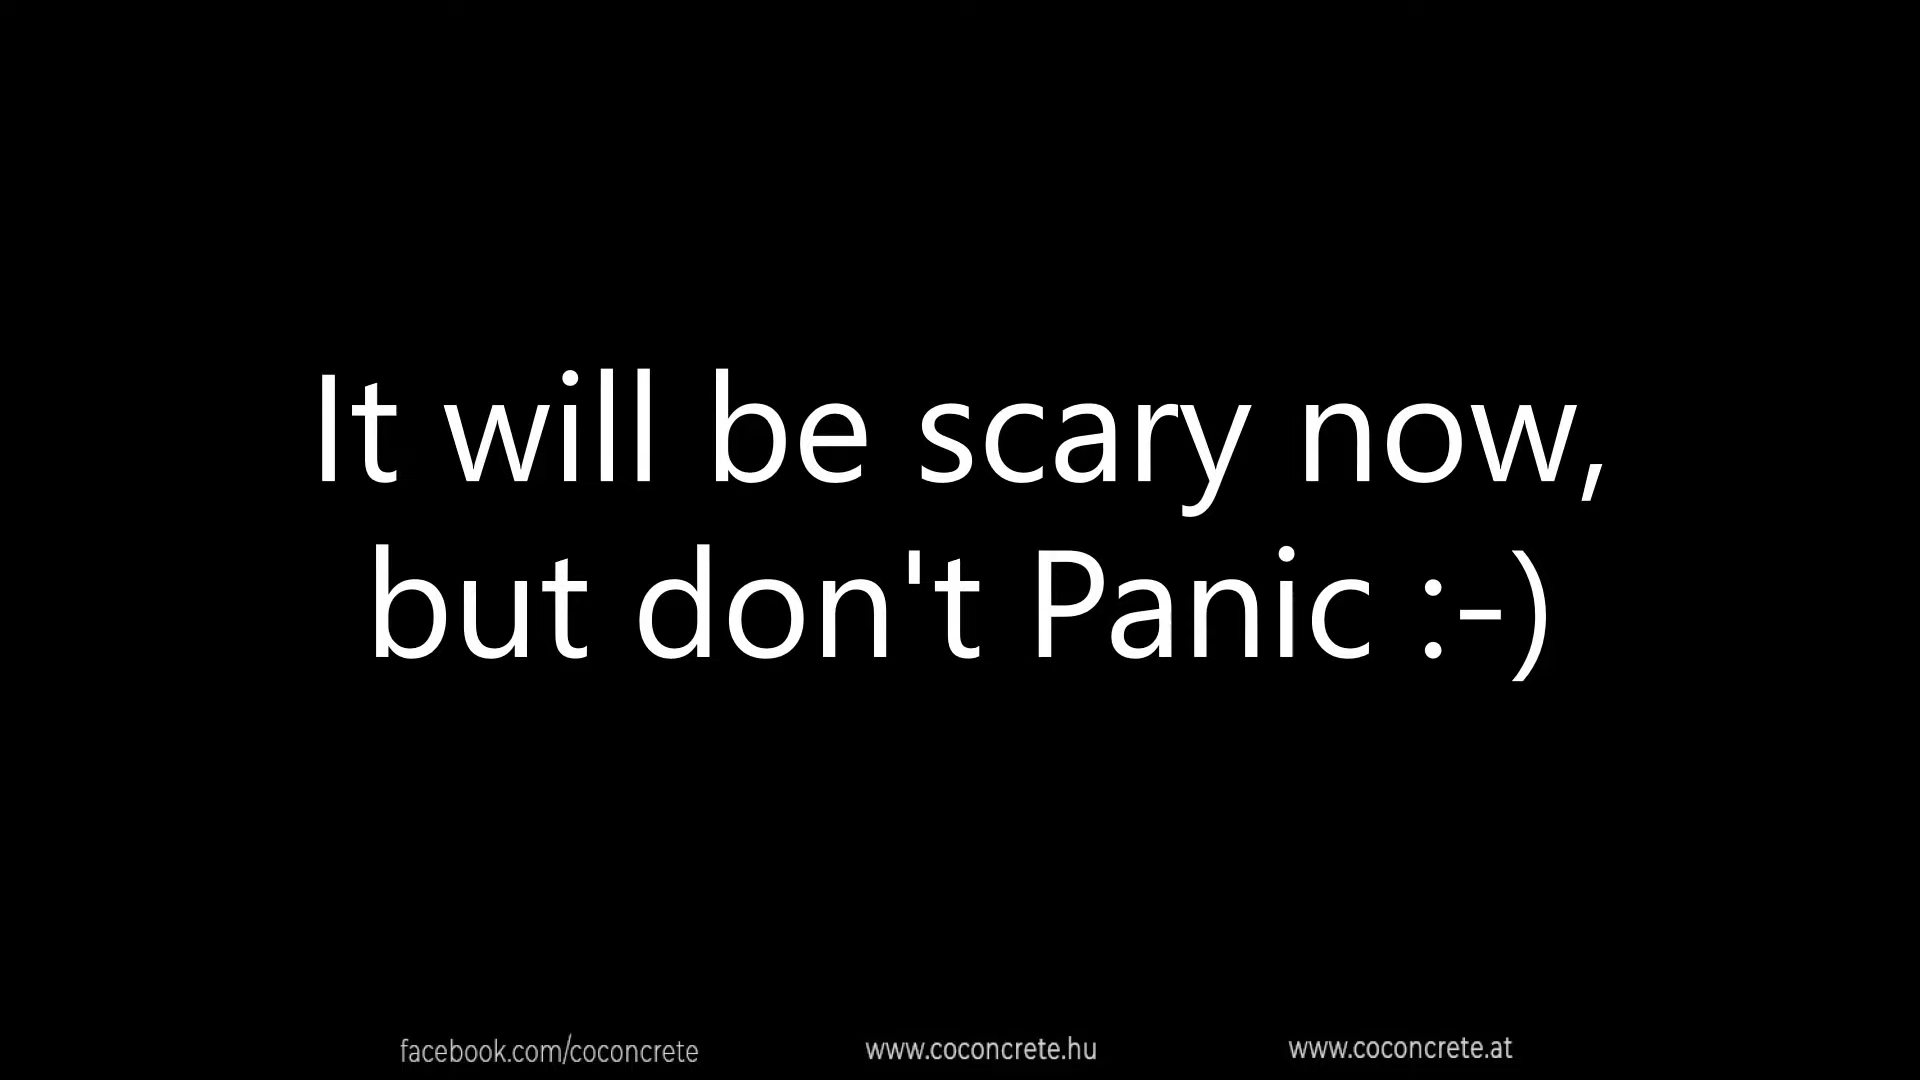 It will be scary now,
but don't Panic :-)
facebook.com/coconcrete www.coconcrete.hu www.coconcrete.at